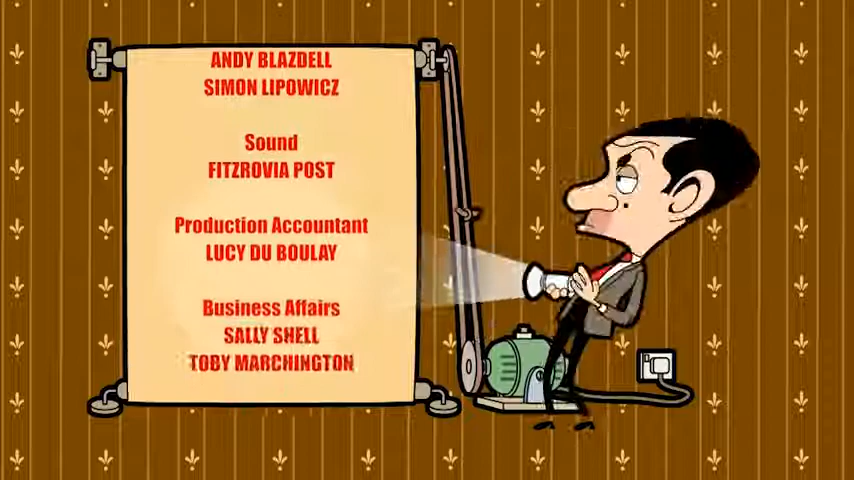 ANDY BLAZDELL
SIMON LIPOWICZ
Sound
FITZROVIA POST
Production Accountant
LUCY DU BOULAY
Business Affairs
SALLY SHELL
TOBY MARCHINGTON